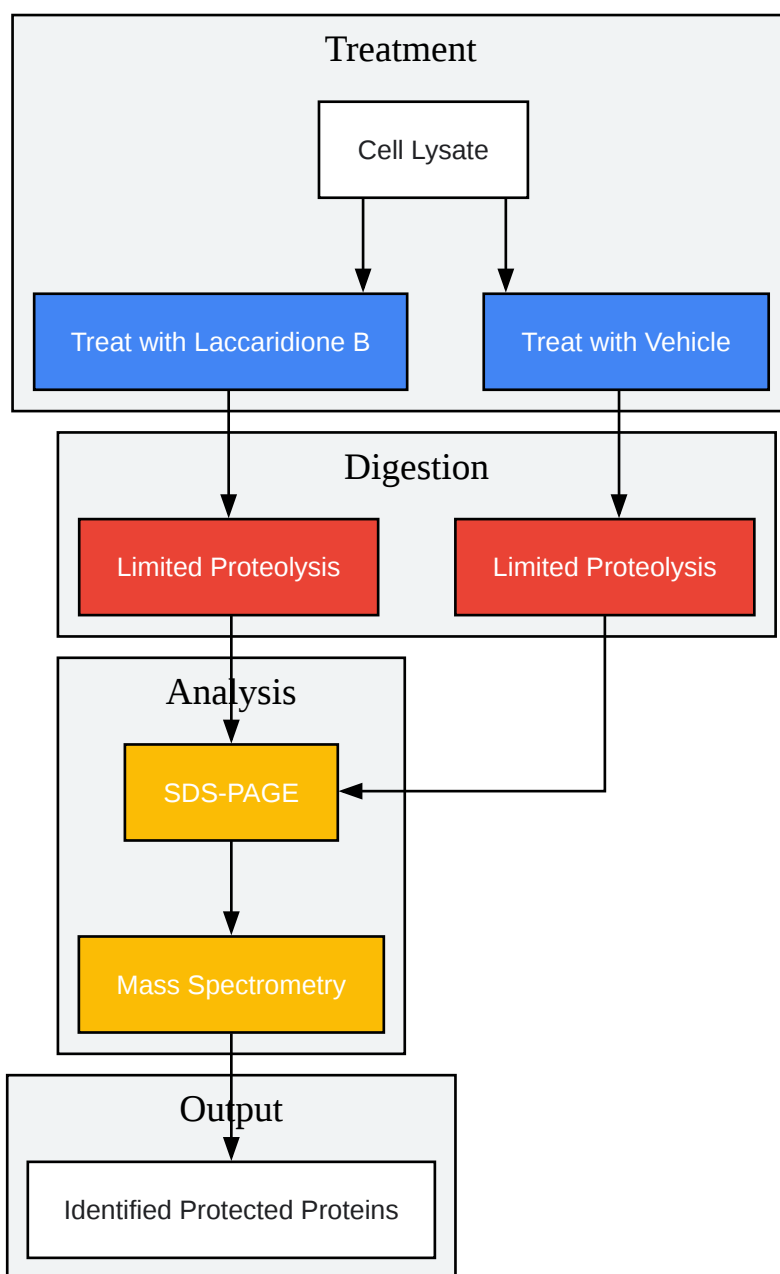 Treatment
Cell Lysate
Treat with Laccaridione B
Treat with Vehicle
Digestion
Limited Proteolysis
Limited Proteolysis
Analysis
SDS-PAGE
Mass Spectrometry
Output
Identified Protected Proteins